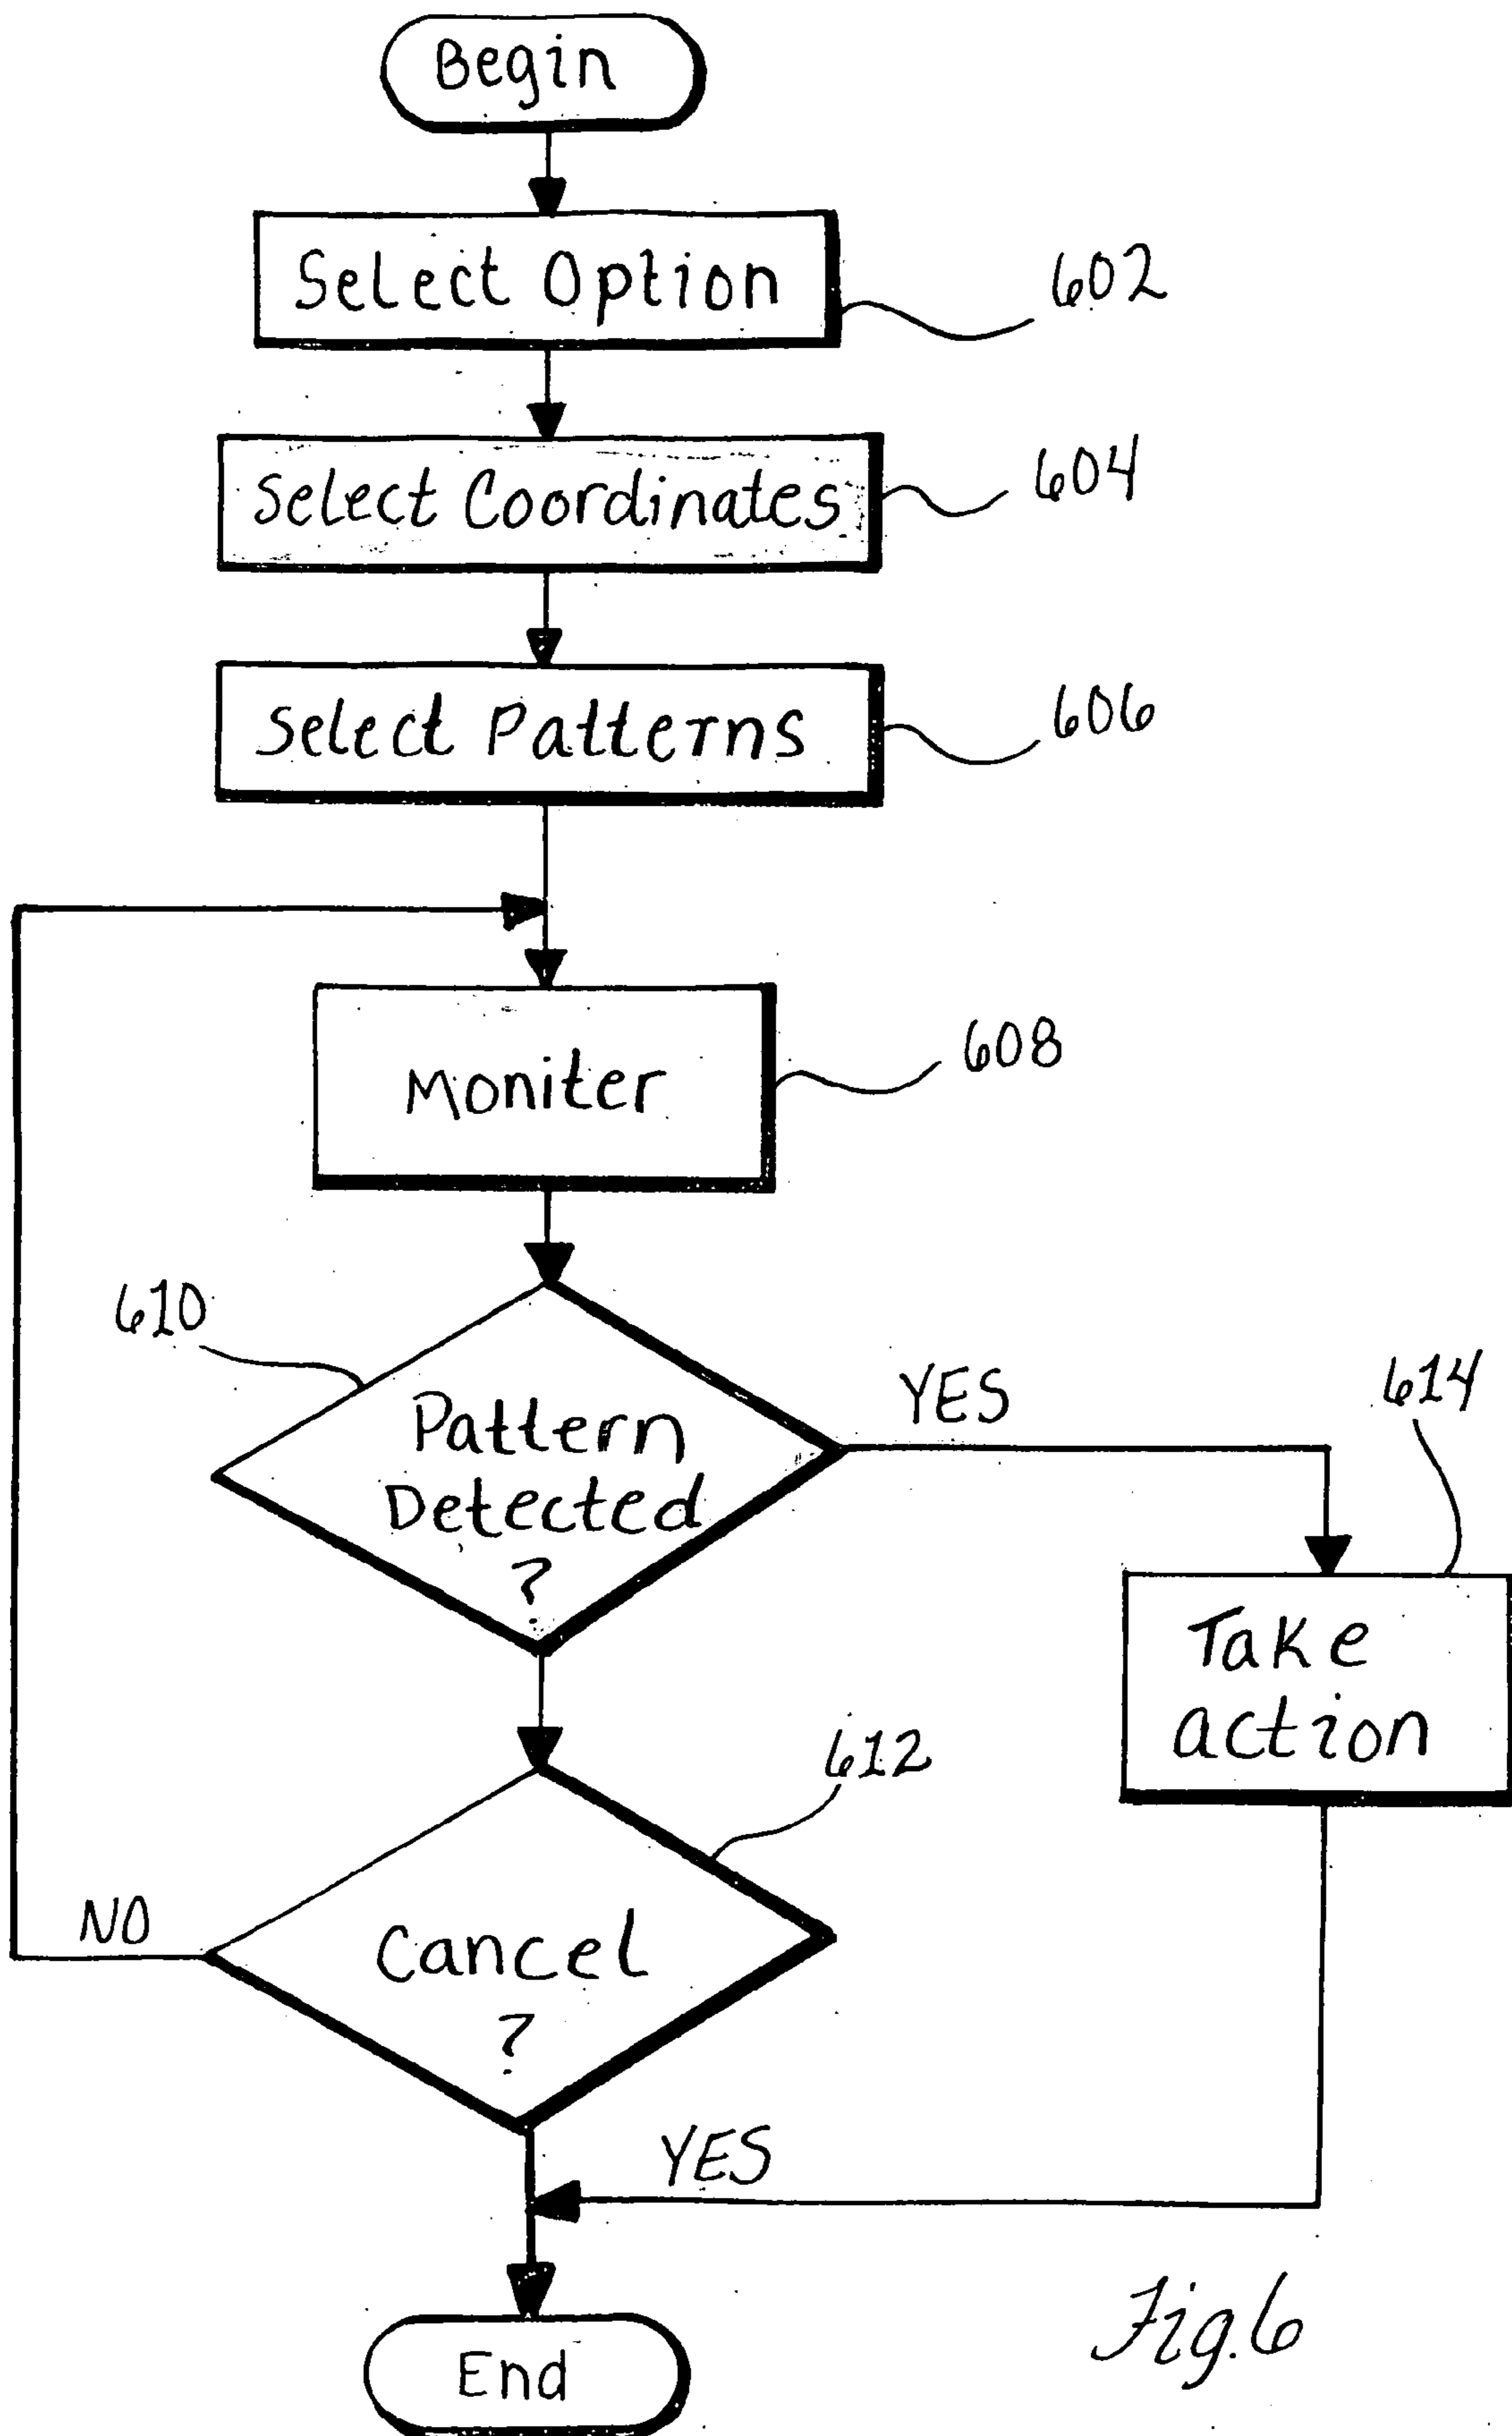 Begin
Select Option
602
Select Coordinates
604
Select Patterns
606
Moniter
608
610
Pattern
Detected
?
YES
614
Take
action
612
Cancel
?
NO
YES
End
Fig.6